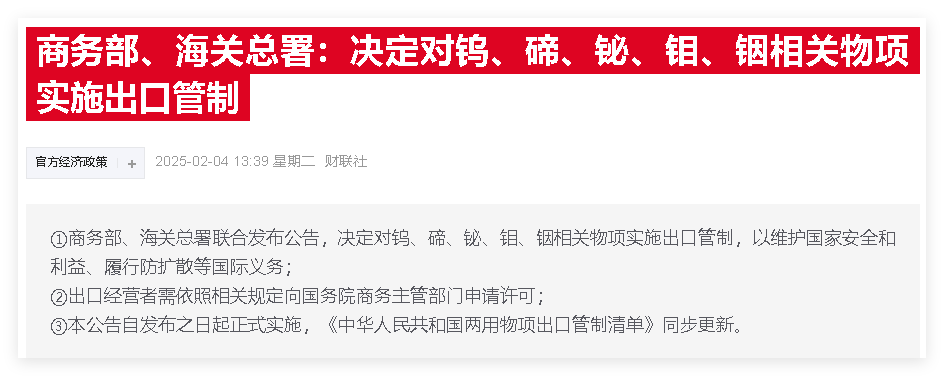 商务部、海关总署：决定对钨、碲、铋、钼、铟相关物项
实施出口管制
官方经济政策 +
2025-02-04 13:39 星期二 财联社
①商务部、海关总署联合发布公告，决定对钨、碲、铋、钼、铟相关物项实施出口管制，以维护国家安全和
利益、履行防扩散等国际义务；
②出口经营者需依照相关规定向国务院商务主管部门申请许可；
③本公告自发布之日起正式实施，《中华人民共和国两用物项出口管制清单》同步更新。